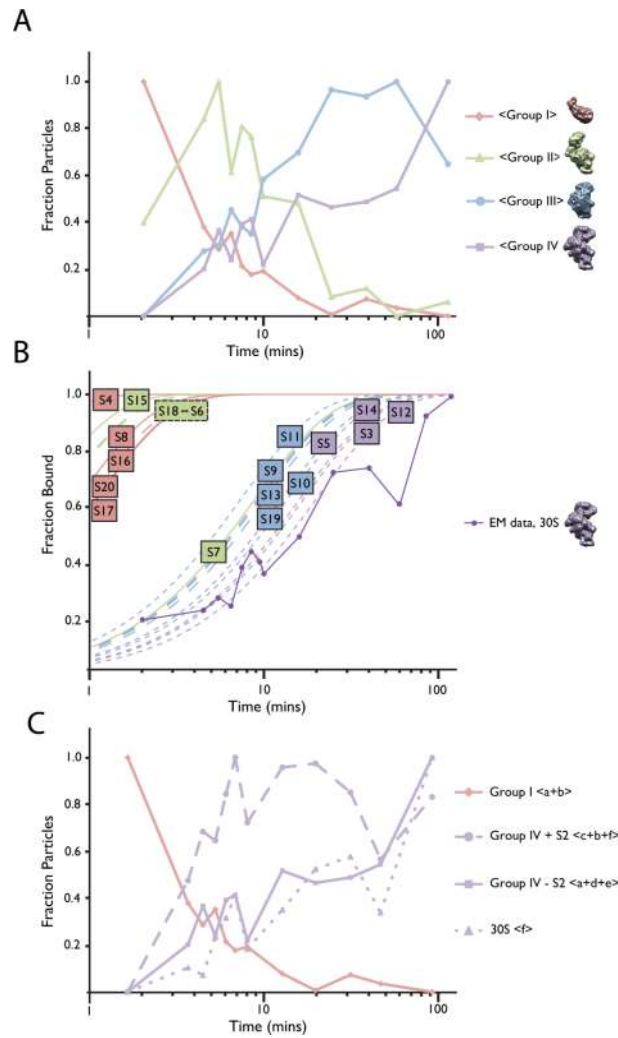 A
Fraction Particles
1.0
0.8
0.6
0.4
0.2
1
10
100
Time (mins)
<Group I>
<Group II>
<Group III>
<Group IV
B
Fraction Bound
1.0
0.8
0.6
0.4
0.2
S4
S15
S18 – S6
S8
S16
S20
S17
S7
S11
S9
S13
S19
S10
S5
S14
S3
S12
1
10
100
Time (mins)
EM data, 30S
C
Fraction Particles
1.0
0.8
0.6
0.4
0.2
1
10
100
Time (mins)
Group I <a+b>
Group IV + S2 <c+b+f>
Group IV - S2 <a+d+e>
30S <f>